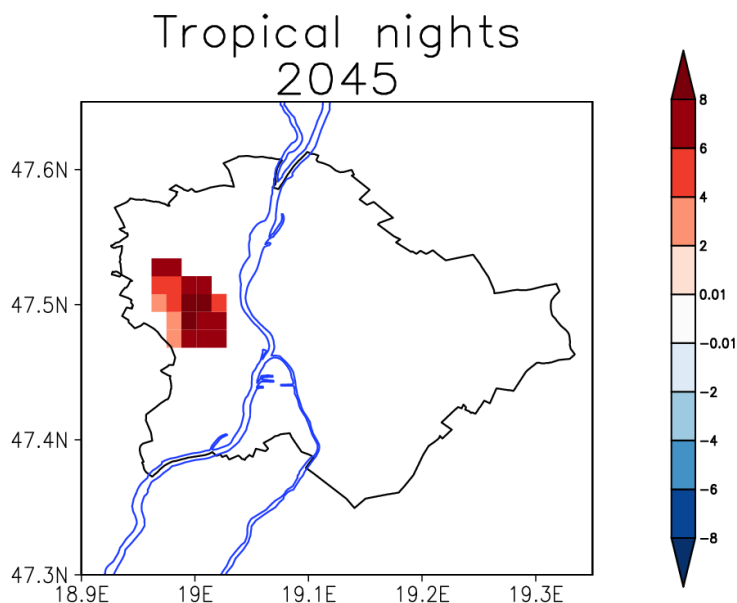 Tropical nights
2045
47.6N
47.5N
47.4N
47.3N
18.9E 19E 19.1E 19.2E 19.3E
8
6
4
2
0.01
-0.01
-2
-4
-6
-8